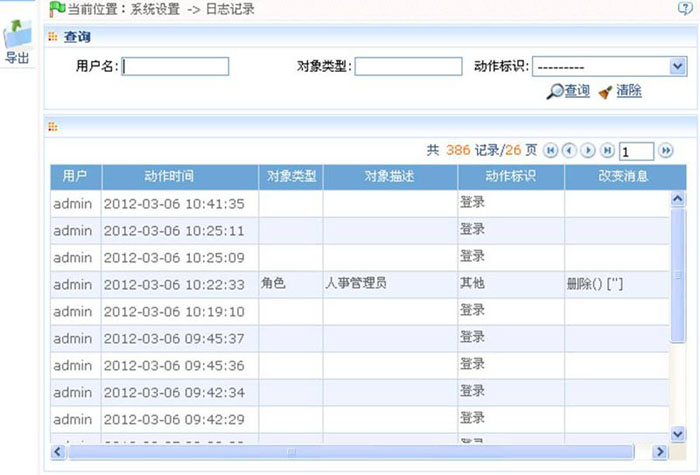 当前位置：系统设置 -> 日志记录
导出
查询
用户名: 对象类型: 动作标识: ---------
查询 清除
共 386 记录/26 页 1
用户 动作时间 对象类型 对象描述 动作标识 改变消息
admin 2012-03-06 10:41:35 登录
admin 2012-03-06 10:25:11 登录
admin 2012-03-06 10:25:09 登录
admin 2012-03-06 10:22:33 角色 人事管理员 其他 删除() ['']
admin 2012-03-06 10:19:10 登录
admin 2012-03-06 09:45:37 登录
admin 2012-03-06 09:45:36 登录
admin 2012-03-06 09:42:34 登录
admin 2012-03-06 09:42:29 登录